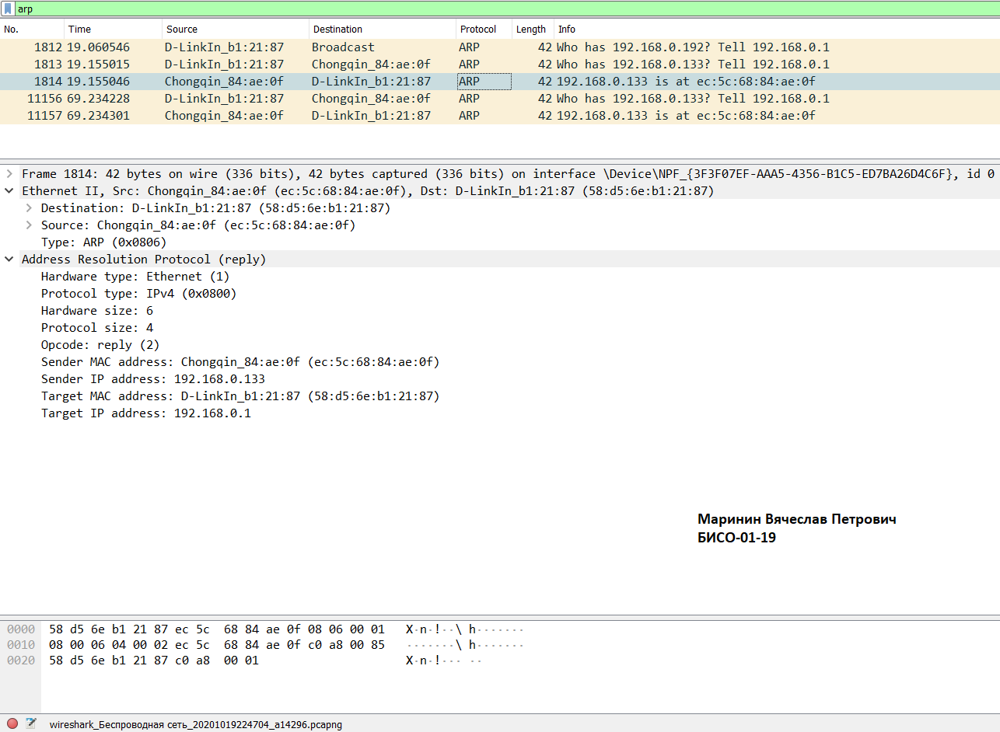 arp
No. Time Source Destination Protocol Length Info
1812 19.060546 D-LinkIn_b1:21:87 Broadcast ARP 42 Who has 192.168.0.192? Tell 192.168.0.1
1813 19.155015 D-LinkIn_b1:21:87 Chongqin_84:ae:0f ARP 42 Who has 192.168.0.133? Tell 192.168.0.1
1814 19.155046 Chongqin_84:ae:0f D-LinkIn_b1:21:87 ARP 42 192.168.0.133 is at ec:5c:68:84:ae:0f
11156 69.234228 D-LinkIn_b1:21:87 Chongqin_84:ae:0f ARP 42 Who has 192.168.0.133? Tell 192.168.0.1
11157 69.234301 Chongqin_84:ae:0f D-LinkIn_b1:21:87 ARP 42 192.168.0.133 is at ec:5c:68:84:ae:0f
Frame 1814: 42 bytes on wire (336 bits), 42 bytes captured (336 bits) on interface \Device\NPF_{3F3F07EF-AAA5-4356-B1C5-ED7BA26D4C6F}, id 0
Ethernet II, Src: Chongqin_84:ae:0f (ec:5c:68:84:ae:0f), Dst: D-LinkIn_b1:21:87 (58:d5:6e:b1:21:87)
Destination: D-LinkIn_b1:21:87 (58:d5:6e:b1:21:87)
Source: Chongqin_84:ae:0f (ec:5c:68:84:ae:0f)
Type: ARP (0x0806)
Address Resolution Protocol (reply)
Hardware type: Ethernet (1)
Protocol type: IPv4 (0x0800)
Hardware size: 6
Protocol size: 4
Opcode: reply (2)
Sender MAC address: Chongqin_84:ae:0f (ec:5c:68:84:ae:0f)
Sender IP address: 192.168.0.133
Target MAC address: D-LinkIn_b1:21:87 (58:d5:6e:b1:21:87)
Target IP address: 192.168.0.1
Маринин Вячеслав Петрович
БИСО-01-19
0000 58 d5 6e b1 21 87 ec 5c 68 84 ae 0f 08 06 00 01 X·n·!··\ h·······
0010 08 00 06 04 00 02 ec 5c 68 84 ae 0f c0 a8 00 85 ·······\ h·······
0020 58 d5 6e b1 21 87 c0 a8 00 01 X·n·!··· ··
wireshark_Беспроводная сеть_20201019224704_a14296.pcapng